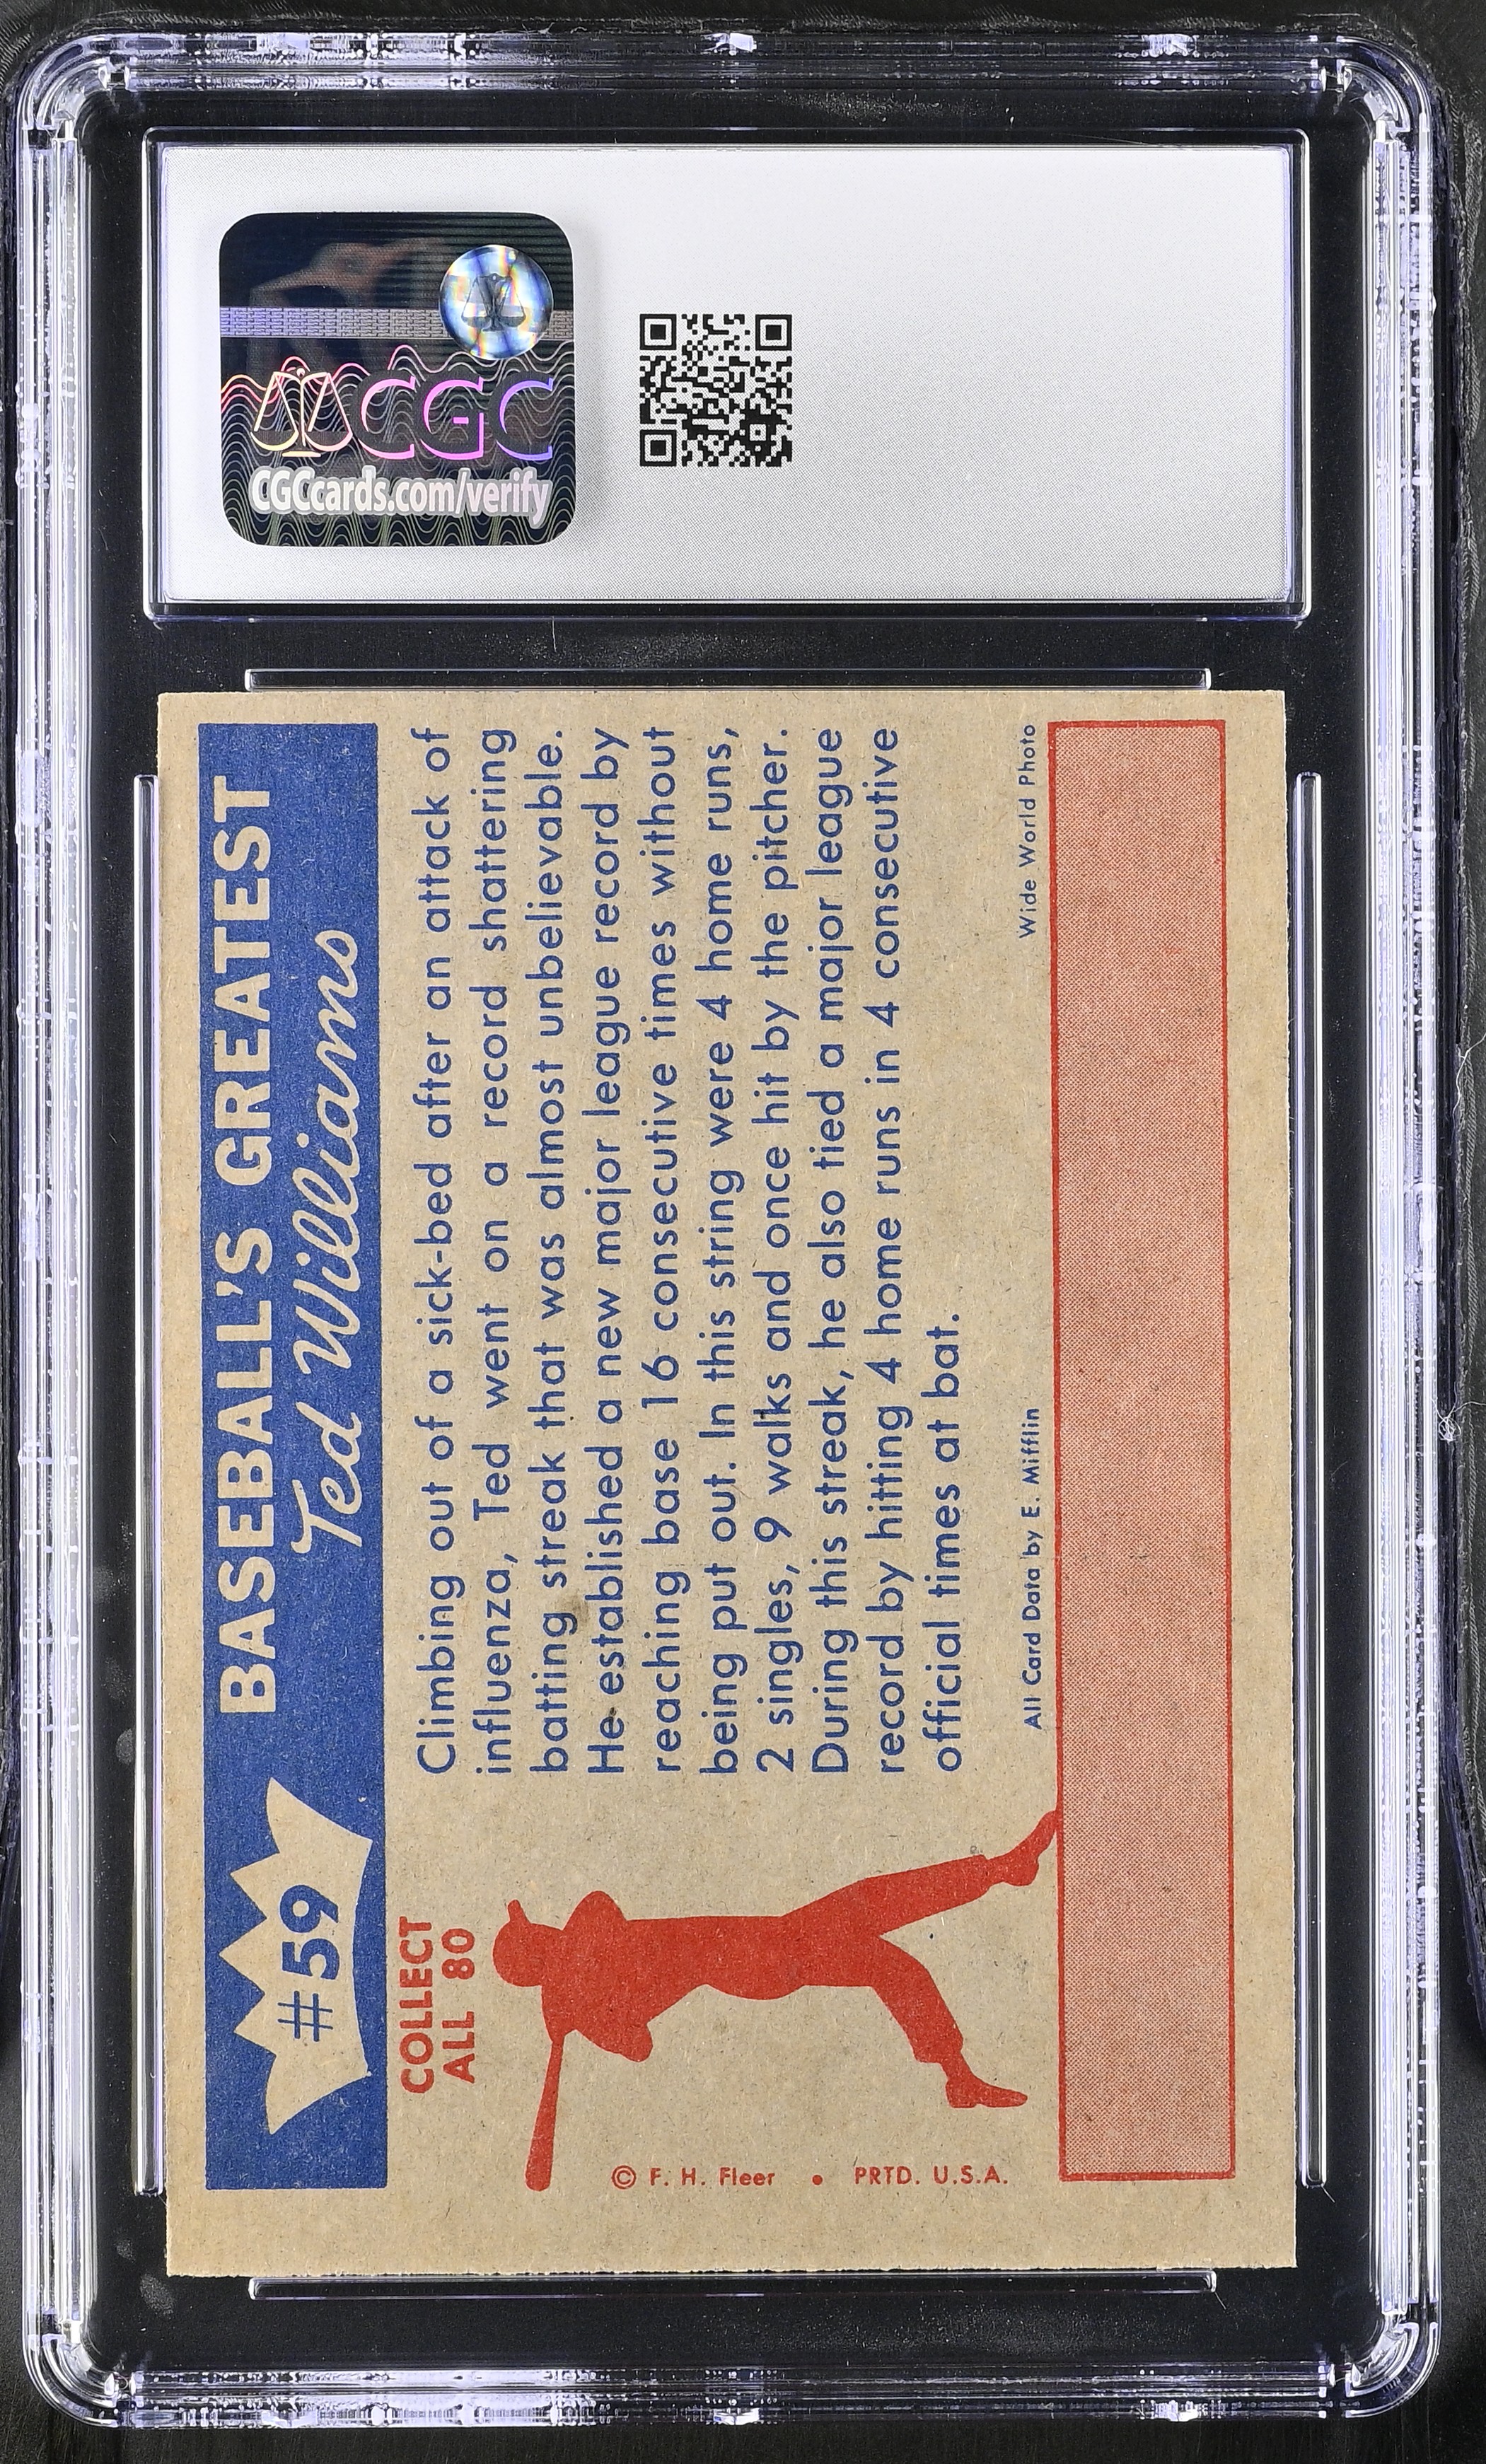 CGC
CGCcards.com/verify
#59
BASEBALL'S GREATEST
Ted Williams
COLLECT
ALL 80
Climbing out of a sick-bed after an attack of
influenza, Ted went on a record shattering
batting streak that was almost unbelievable.
He established a new major league record by
reaching base 16 consecutive times without
being put out. In this string were 4 home runs,
2 singles, 9 walks and once hit by the pitcher.
During this streak, he also tied a major league
record by hitting 4 home runs in 4 consecutive
official times at bat.
All Card Data by E. Mifflin
Wide World Photo
© F. H. Fleer • PRTD. U.S.A.